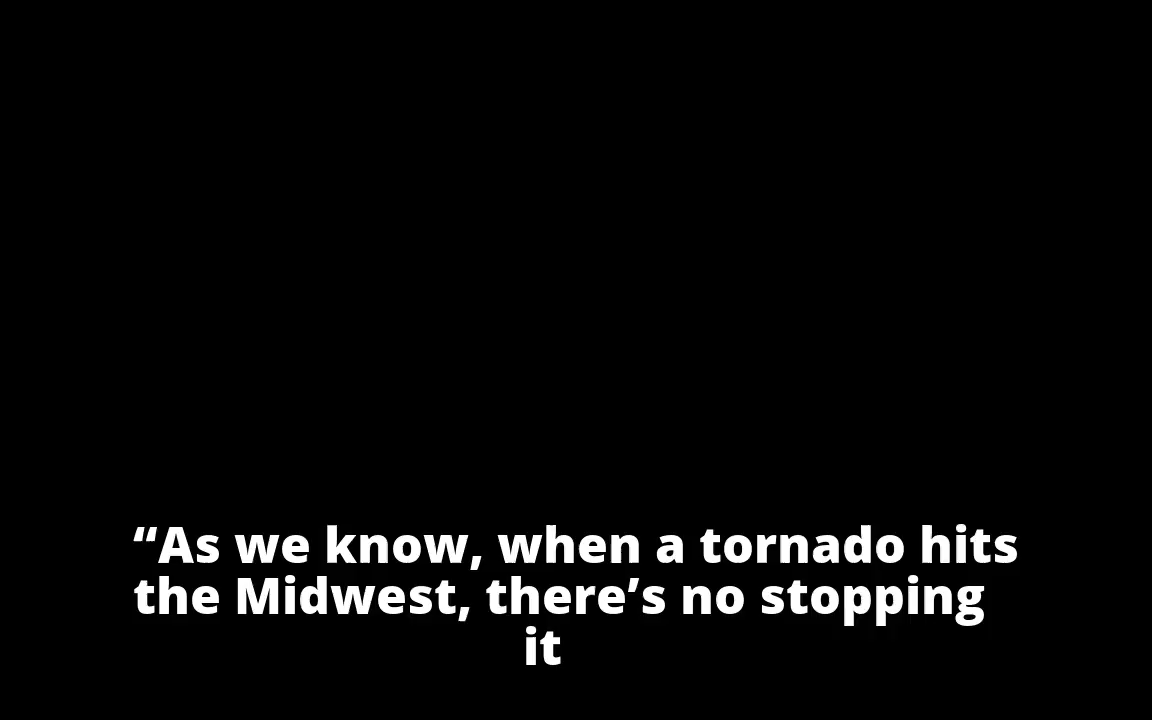 “As we know, when a tornado hits
the Midwest, there’s no stopping
it